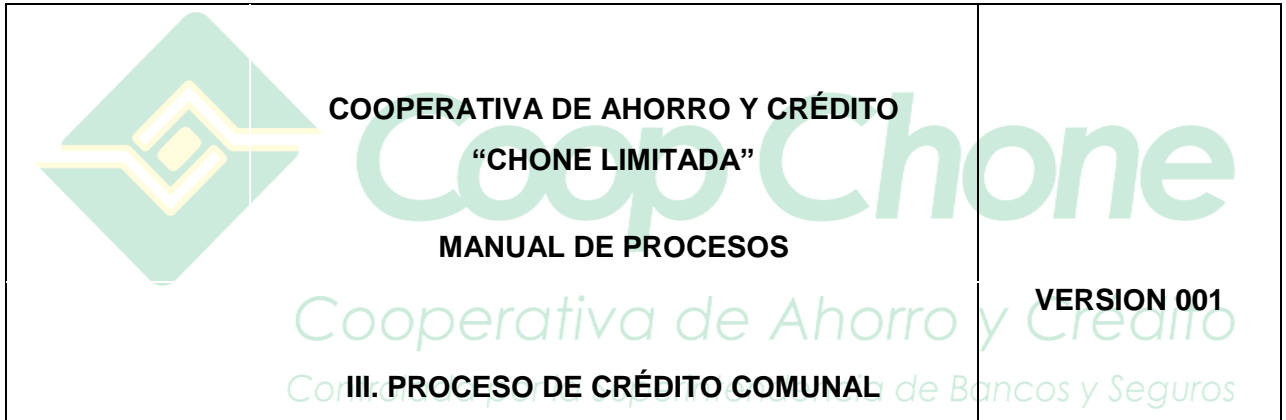 COOPERATIVA DE AHORRO Y CRÉDITO
“CHONE LIMITADA”
Coop Chone
MANUAL DE PROCESOS
VERSION 001
Cooperativa de Ahorro y Crédito
III. PROCESO DE CRÉDITO COMUNAL
de Bancos y Seguros